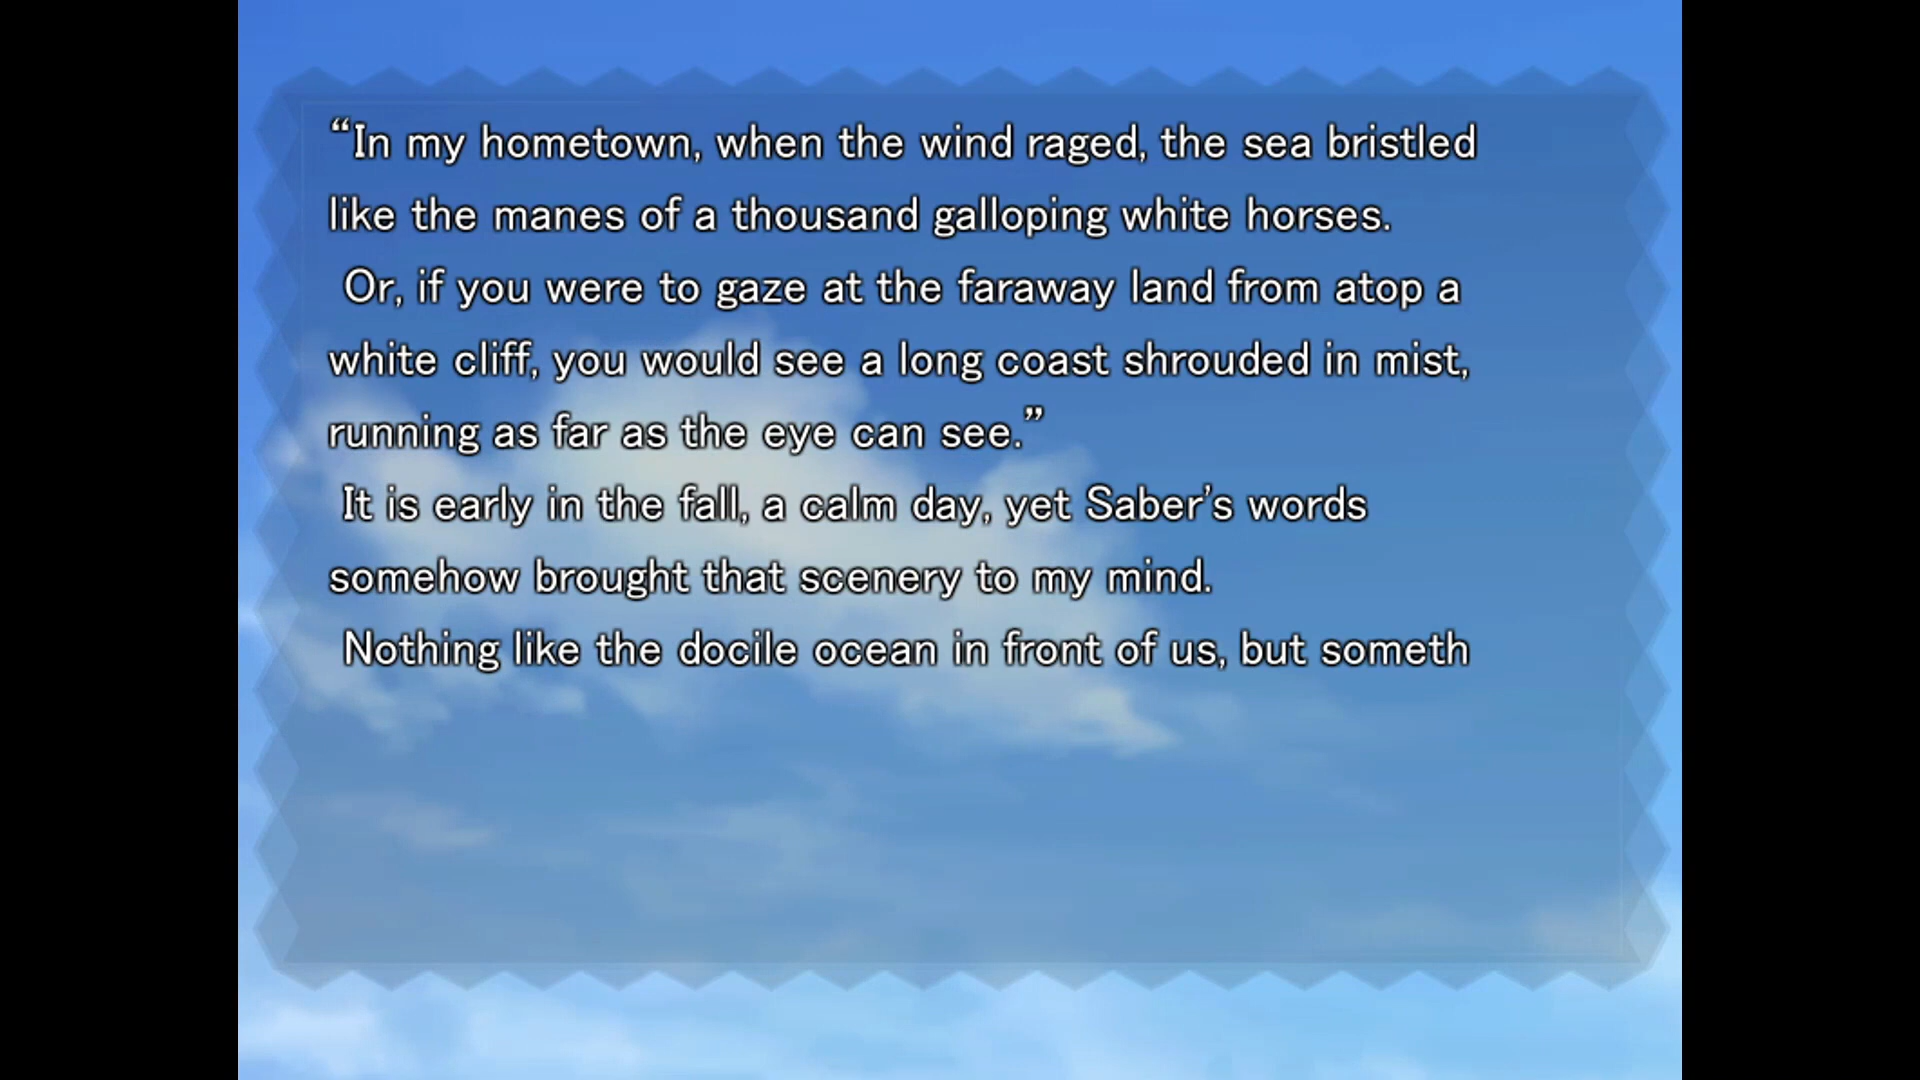 “In my hometown, when the wind raged, the sea bristled
like the manes of a thousand galloping white horses.
Or, if you were to gaze at the faraway land from atop a
white cliff, you would see a long coast shrouded in mist,
running as far as the eye can see.”
It is early in the fall, a calm day, yet Saber’s words
somehow brought that scenery to my mind.
Nothing like the docile ocean in front of us, but someth